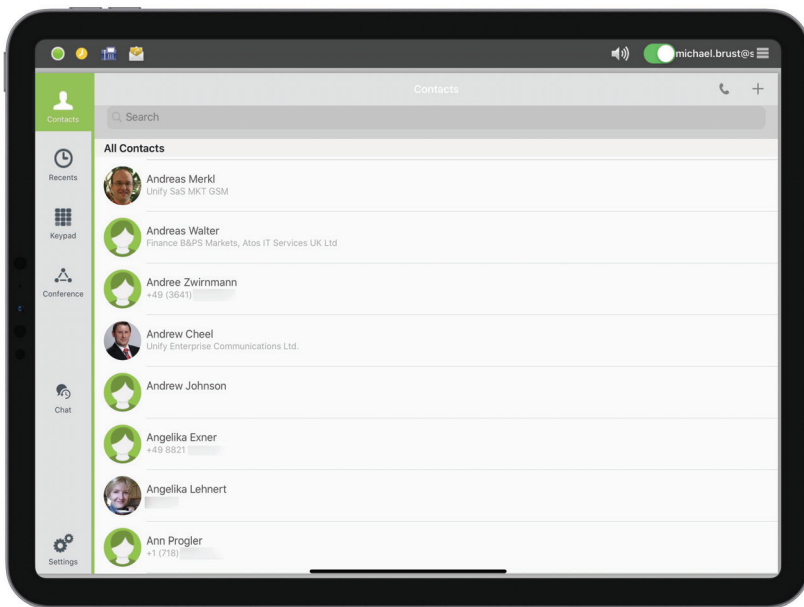 michael.brust@s
Contacts
Contacts
Search
All Contacts
Recents
Keypad
Conference
Chat
Settings
Andreas Merkl
Unify SaS MKT GSM
Andreas Walter
Finance B&PS Markets, Atos IT Services UK Ltd
Andree Zwirnmann
+49 (3641)
Andrew Cheel
Unify Enterprise Communications Ltd.
Andrew Johnson
Angelika Exner
+49 8821
Angelika Lehnert
Ann Progler
+1 (718)